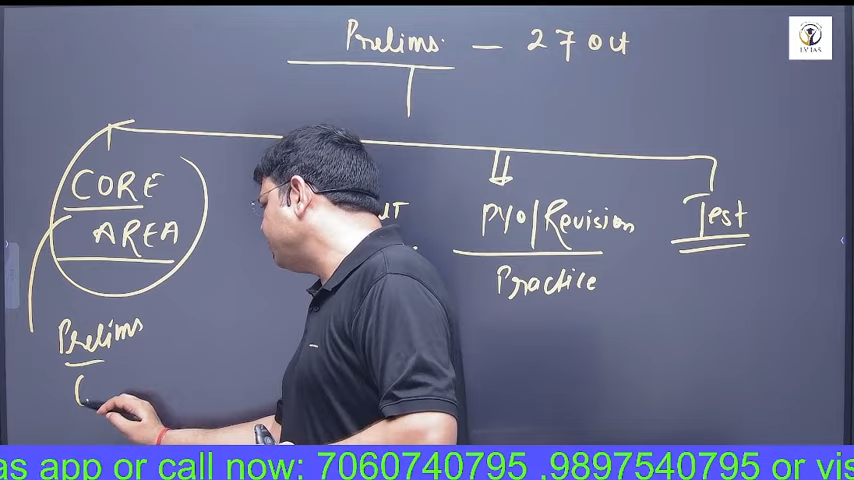 Prelims. — 27 Oct
LVIAS
CORE
AREA
PYQ/Revision
Practice
Test
Prelims
as app or call now: 7060740795 ,9897540795 or vis